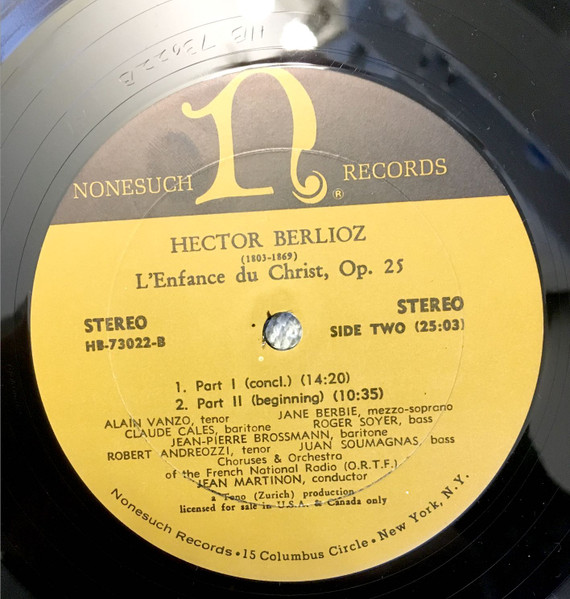 HB 73022 B
n
NONESUCH RECORDS ®
HECTOR BERLIOZ
(1803-1869)
L'Enfance du Christ, Op. 25
STEREO
HB-73022-B
STEREO
SIDE TWO (25:03)
1. Part I (concl.) (14:20)
2. Part II (beginning) (10:35)
ALAIN VANZO, tenor JANE BERBIE, mezzo-soprano
CLAUDE CALES, baritone ROGER SOYER, bass
JEAN-PIERRE BROSSMANN, baritone
ROBERT ANDREOZZI, tenor JUAN SOUMAGNAS, bass
Choruses & Orchestra
of the French National Radio (O.R.T.F.)
JEAN MARTINON, conductor
a Tono (Zurich) production
licensed for sale in U.S.A. & Canada only
Nonesuch Records • 15 Columbus Circle • New York, N.Y.